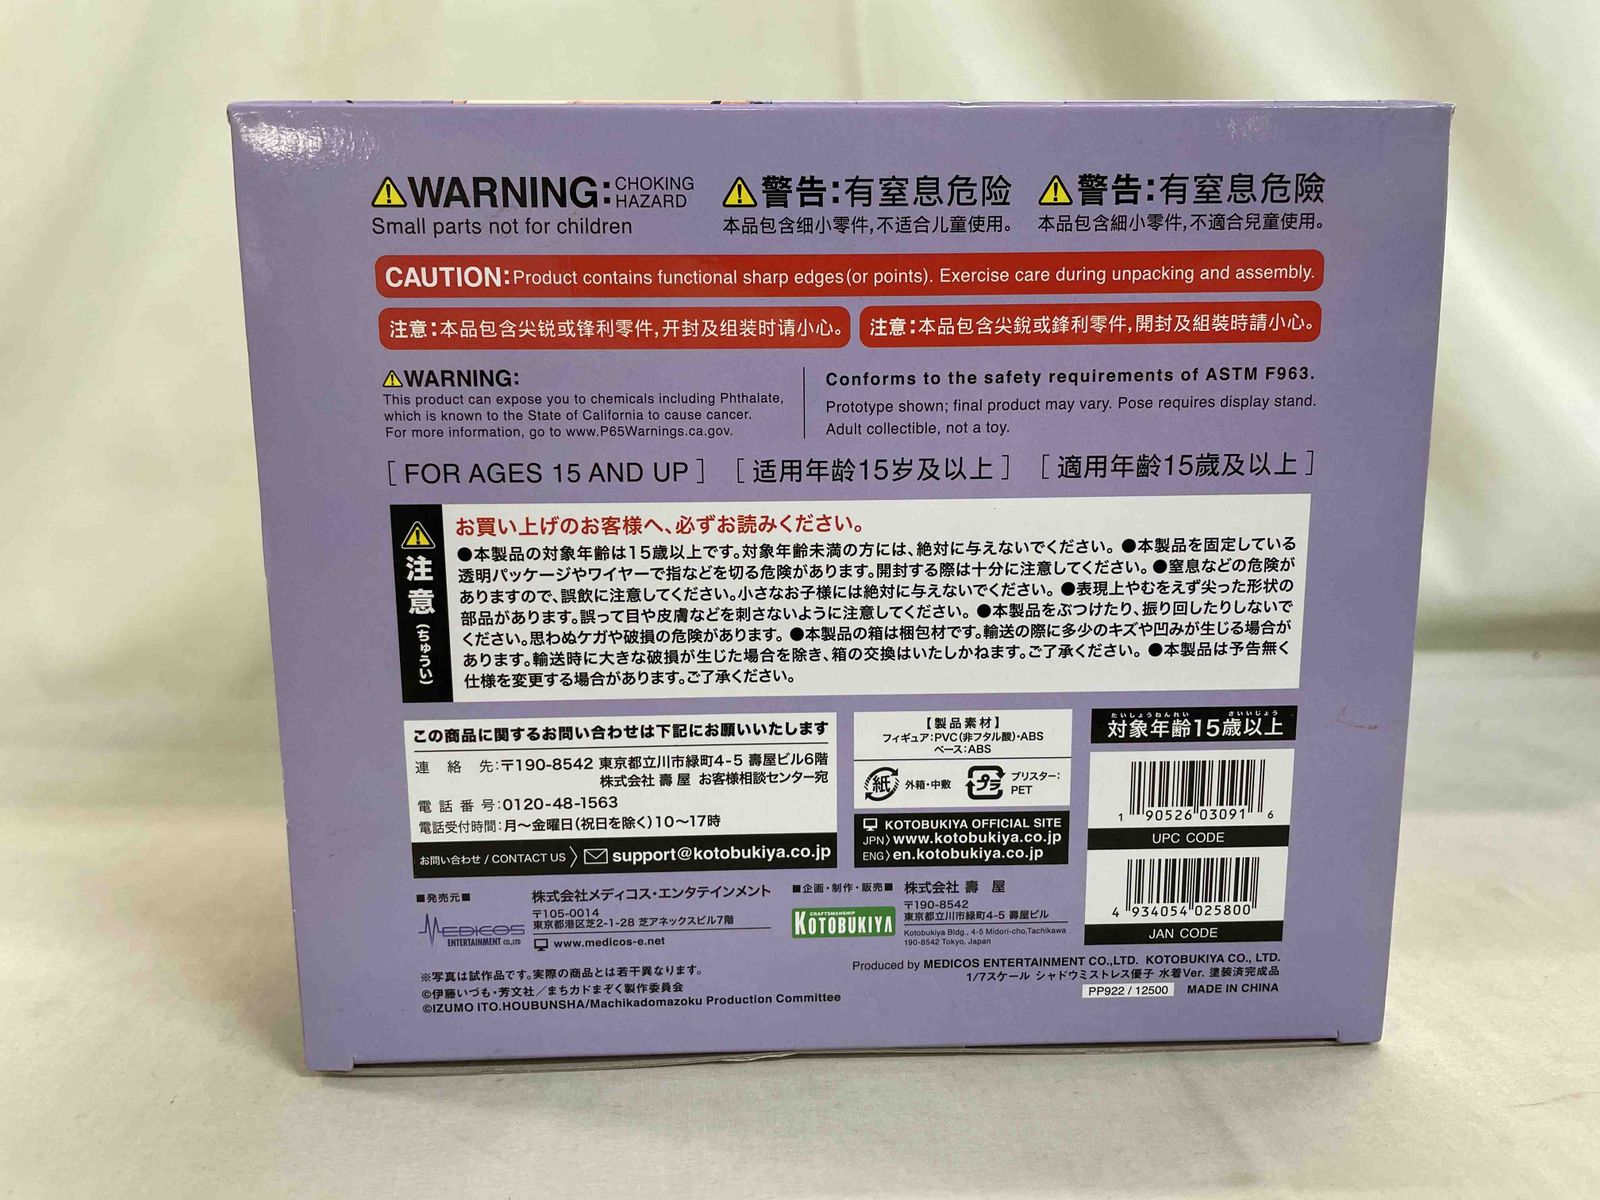 WARNING: CHOKING HAZARD
Small parts not for children
警告:有窒息危险
本品包含细小零件,不适合儿童使用。
警告:有窒息危險
本品包含細小零件,不適合兒童使用。
CAUTION: Product contains functional sharp edges (or points). Exercise care during unpacking and assembly.
注意:本品包含尖锐或锋利零件,开封及组装时请小心。
注意:本品包含尖銳或鋒利零件,開封及組裝時請小心。
WARNING:
This product can expose you to chemicals including Phthalate,
which is known to the State of California to cause cancer.
For more information, go to www.P65Warnings.ca.gov.
Conforms to the safety requirements of ASTM F963.
Prototype shown; final product may vary. Pose requires display stand.
Adult collectible, not a toy.
[ FOR AGES 15 AND UP ] [ 适用年龄15岁及以上 ] [ 適用年齡15歲及以上 ]
注意(ちゅうい)
お買い上げのお客様へ、必ずお読みください。
●本製品の対象年齢は15歳以上です。対象年齢未満の方には、絶対に与えないでください。●本製品を固定している
透明パッケージやワイヤーで指などを切る危険があります。開封する際は十分に注意してください。●窒息などの危険が
ありますので、誤飲に注意してください。小さなお子様には絶対に与えないでください。●表現上やむをえず尖った形状の
部品があります。誤って目や皮膚などを刺さないように注意してください。●本製品をぶつけたり、振り回したりしないで
ください。思わぬケガや破損の危険があります。●本製品の箱は梱包材です。輸送の際に多少のキズや凹みが生じる場合が
あります。輸送時に大きな破損が生じた場合を除き、箱の交換はいたしかねます。ご了承ください。●本製品は予告無く
仕様を変更する場合があります。ご了承ください。
この商品に関するお問い合わせは下記にお願いいたします
連絡先:〒190-8542 東京都立川市緑町4-5 壽屋ビル6階
株式会社 壽 屋 お客様相談センター宛
電話番号:0120-48-1563
電話受付時間:月〜金曜日(祝日を除く)10〜17時
お問い合わせ / CONTACT US 〉 support@kotobukiya.co.jp
【製品素材】
フィギュア:PVC(非フタル酸)・ABS
ベース:ABS
紙 外箱・中敷 プラ ブリスター:
PET
KOTOBUKIYA OFFICIAL SITE
JPN〉www.kotobukiya.co.jp
ENG〉en.kotobukiya.co.jp
たいしょうねんれい さいいじょう
対象年齢15歳以上
1 90526 03091 6
UPC CODE
4 934054 025800
JAN CODE
■発売元■
MEDICOS
ENTERTAINMENT CO.,LTD
株式会社メディコス・エンタテインメント
〒105-0014
東京都港区芝2-1-28 芝アネックスビル7階
www.medicos-e.net
■企画・制作・販売■
CRAFTSMANSHIP
KOTOBUKIYA
株式会社 壽 屋
〒190-8542
東京都立川市緑町4-5 壽屋ビル
Kotobukiya Bldg., 4-5 Midori-cho,Tachikawa
190-8542 Tokyo, Japan
※写真は試作品です。実際の商品とは若干異なります。
©伊藤いづも・芳文社/まちカドまぞく製作委員会
©IZUMO ITO.HOUBUNSHA/Machikadomazoku Production Committee
Produced by MEDICOS ENTERTAINMENT CO.,LTD. KOTOBUKIYA CO., LTD.
1/7スケール シャドウミストレス優子 水着Ver. 塗装済完成品
PP922 / 12500 MADE IN CHINA